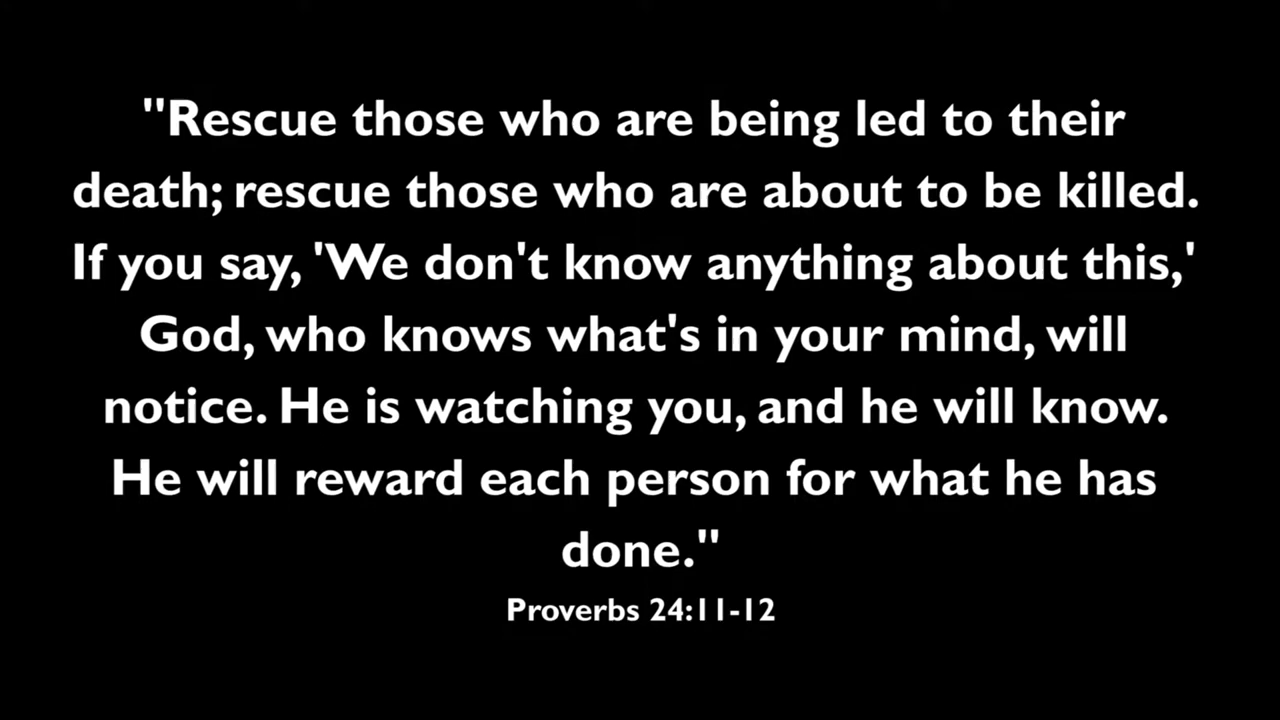 "Rescue those who are being led to their
death; rescue those who are about to be killed.
If you say, 'We don't know anything about this,'
God, who knows what's in your mind, will
notice. He is watching you, and he will know.
He will reward each person for what he has
done."
Proverbs 24:11-12